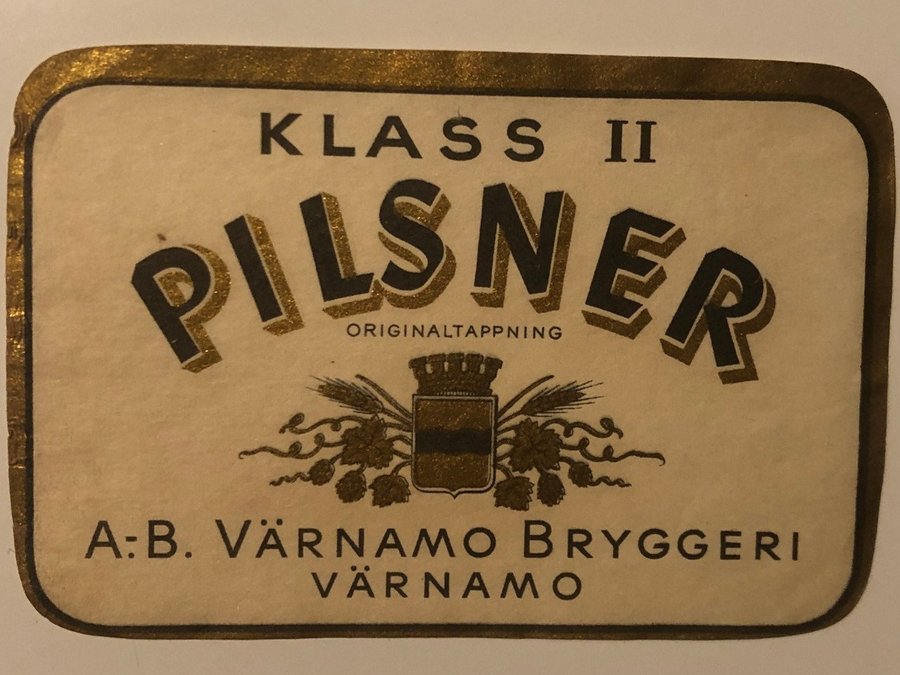 KLASS II
PILSNER
ORIGINALTAPPNING
A.-B. VÄRNAMO BRYGGERI
VÄRNAMO